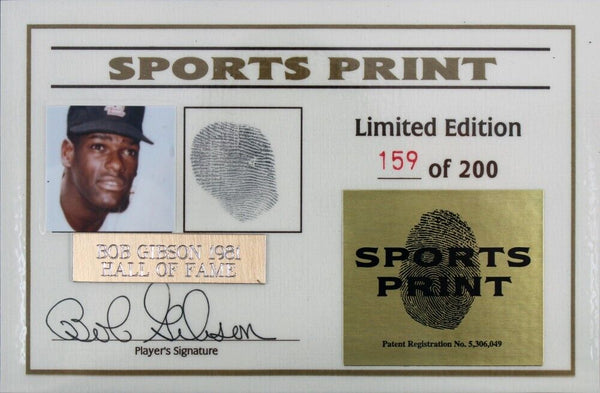 SPORTS PRINT
Limited Edition
159 of 200
BOB GIBSON 1981
HALL OF FAME
Bob Gibson
Player's Signature
SPORTS
PRINT
Patent Registration No. 5,306,049